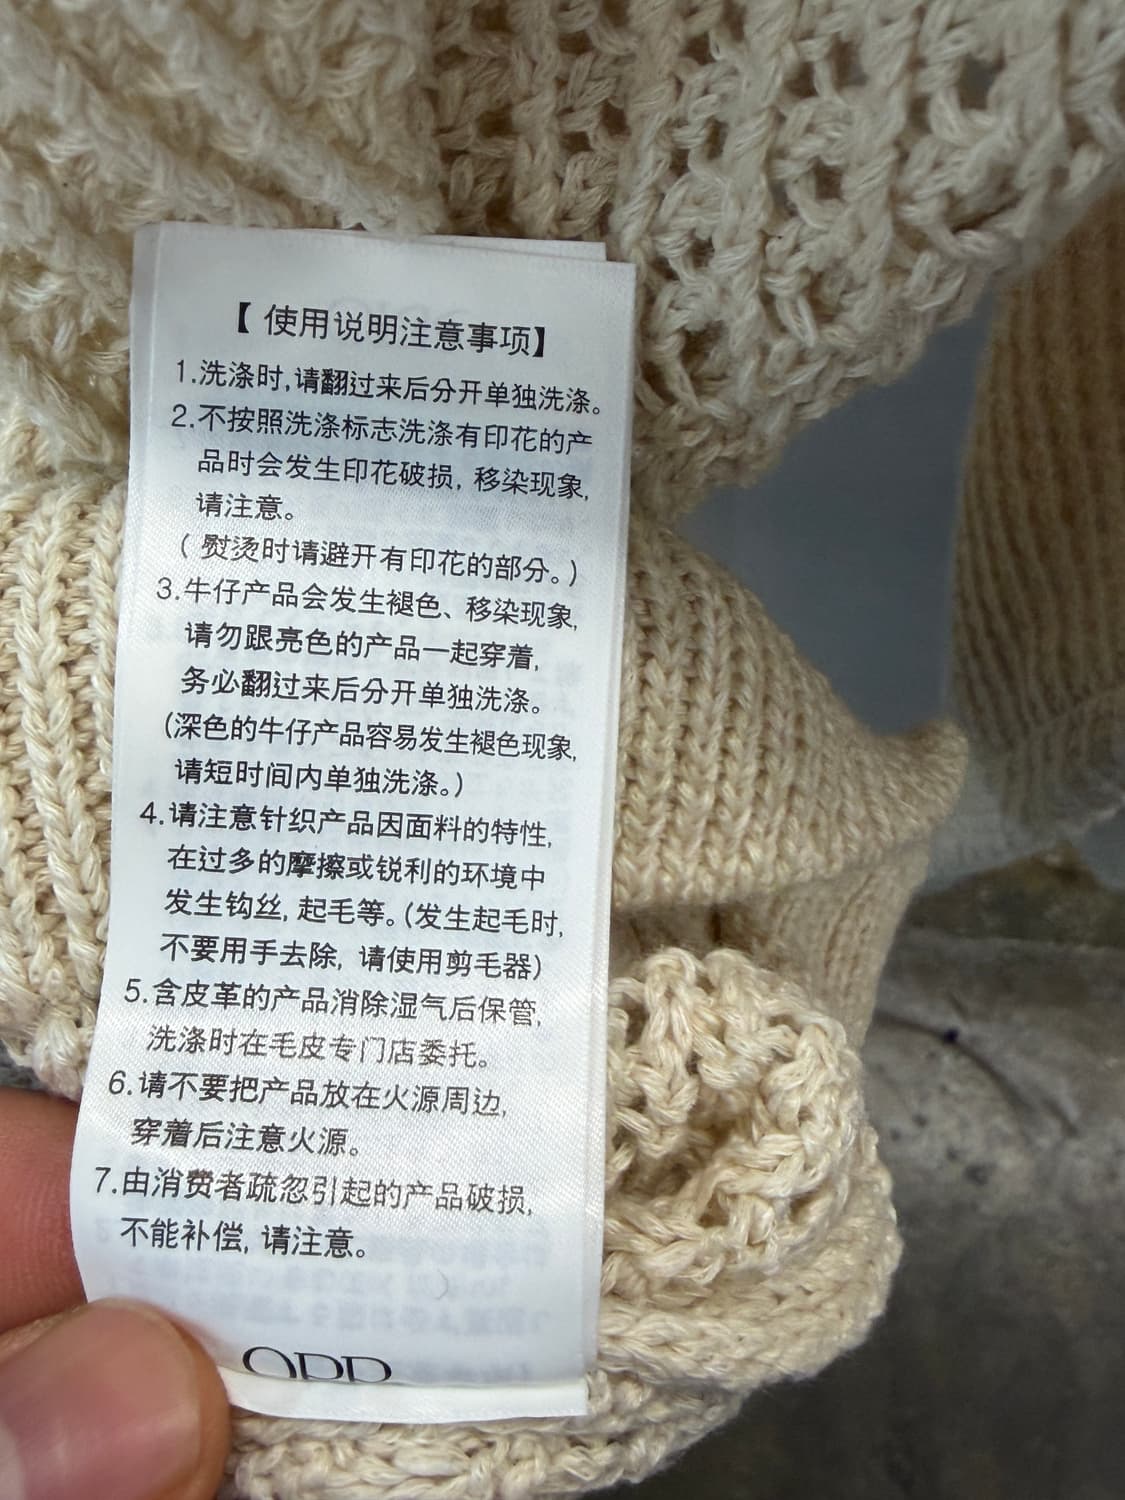 【 使用说明注意事项】
1.洗涤时,请翻过来后分开单独洗涤。
2.不按照洗涤标志洗涤有印花的产
品时会发生印花破损, 移染现象,
请注意。
( 熨烫时请避开有印花的部分。)
3.牛仔产品会发生褪色、移染现象,
请勿跟亮色的产品一起穿着,
务必翻过来后分开单独洗涤。
(深色的牛仔产品容易发生褪色现象,
请短时间内单独洗涤。)
4.请注意针织产品因面料的特性,
在过多的摩擦或锐利的环境中
发生钩丝, 起毛等。(发生起毛时,
不要用手去除, 请使用剪毛器)
5.含皮革的产品消除湿气后保管,
洗涤时在毛皮专门店委托。
6.请不要把产品放在火源周边,
穿着后注意火源。
7.由消费者疏忽引起的产品破损,
不能补偿, 请注意。